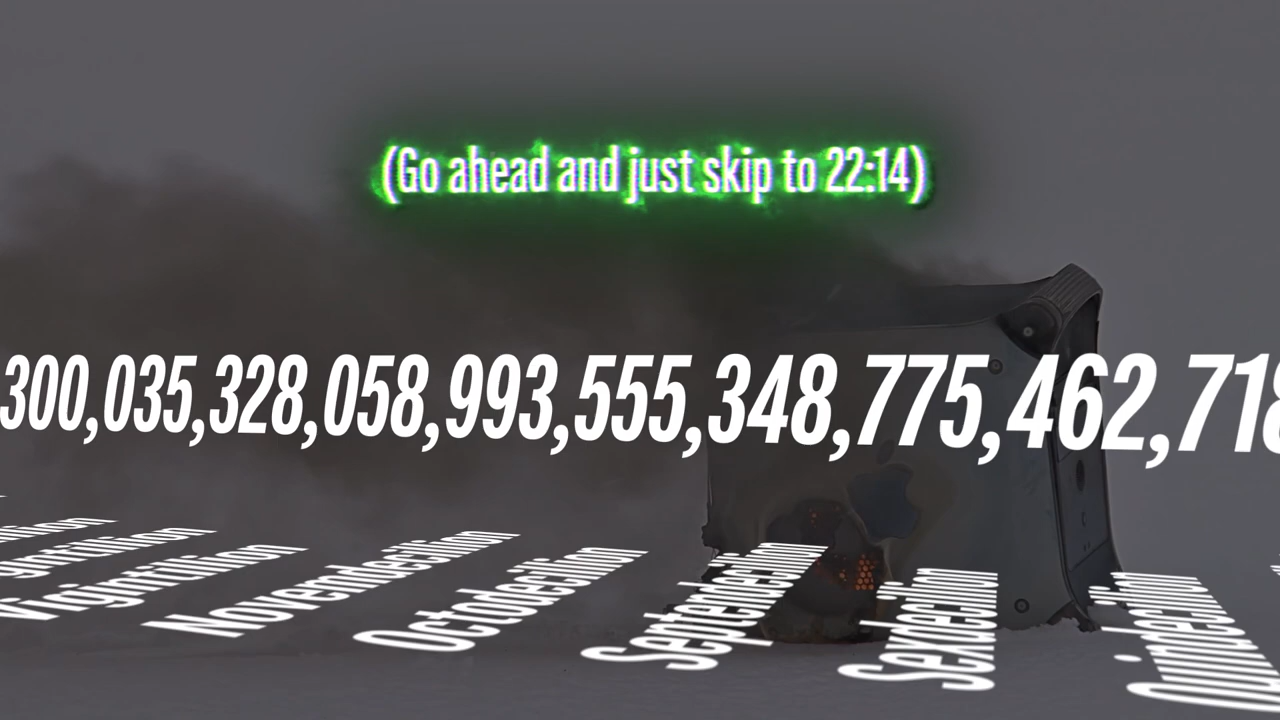 (Go ahead and just skip to 22:14)
300,035,328,058,993,555,348,775,462,718
Vigintillion
Novemdecillion
Octodecillion
Septendecillion
Sexdecillion
Quindecillion